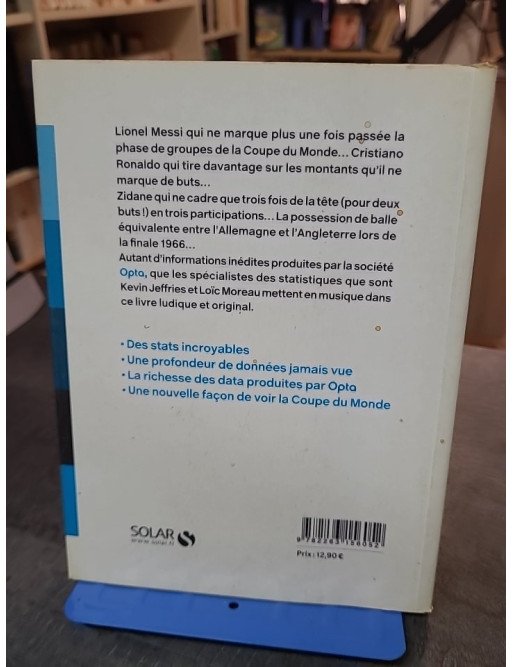 Lionel Messi qui ne marque plus une fois passée la
phase de groupes de la Coupe du Monde... Cristiano
Ronaldo qui tire davantage sur les montants qu'il ne
marque de buts...
Zidane qui ne cadre que trois fois de la tête (pour deux
buts !) en trois participations... La possession de balle
équivalente entre l'Allemagne et l'Angleterre lors de
la finale 1966...
Autant d'informations inédites produites par la société
Opta, que les spécialistes des statistiques que sont
Kevin Jeffries et Loïc Moreau mettent en musique dans
ce livre ludique et original.
• Des stats incroyables
• Une profondeur de données jamais vue
• La richesse des data produites par Opta
• Une nouvelle façon de voir la Coupe du Monde
SOLAR
www.solar.fr
9 782263 156052
Prix : 12,90 €